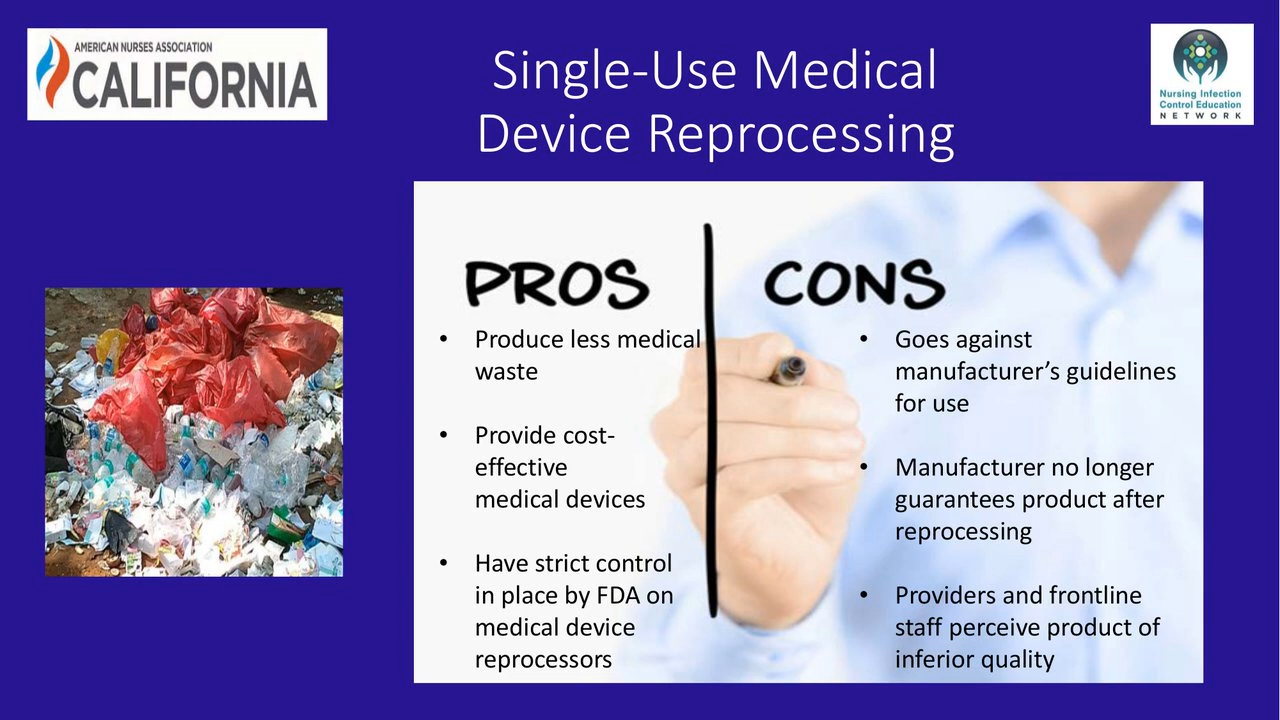 AMERICAN NURSES ASSOCIATION
CALIFORNIA
Single-Use Medical
Device Reprocessing
Nursing Infection
Control Education
NETWORK
PROS
• Produce less medical
waste
• Provide cost-
effective
medical devices
• Have strict control
in place by FDA on
medical device
reprocessors
CONS
• Goes against
manufacturer’s guidelines
for use
• Manufacturer no longer
guarantees product after
reprocessing
• Providers and frontline
staff perceive product of
inferior quality